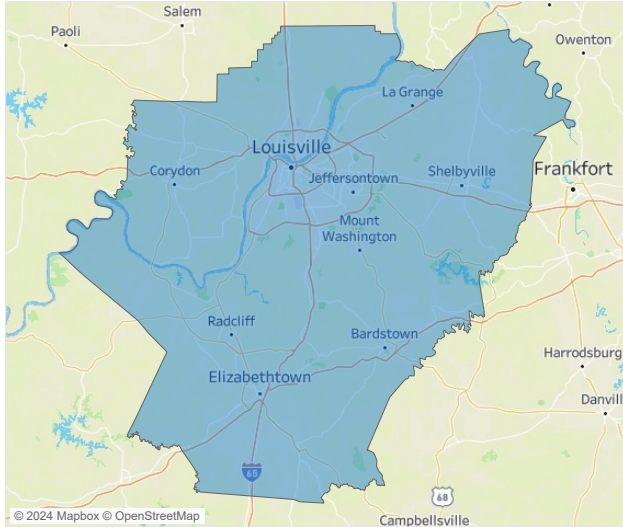 Salem
Paoli
Owenton
La Grange
Louisville
Corydon
Jeffersontown
Shelbyville
Frankfort
Mount
Washington
Radcliff
Bardstown
Harrodsburg
Elizabethtown
Danvill
65
68
© 2024 Mapbox © OpenStreetMap
Campbellsville